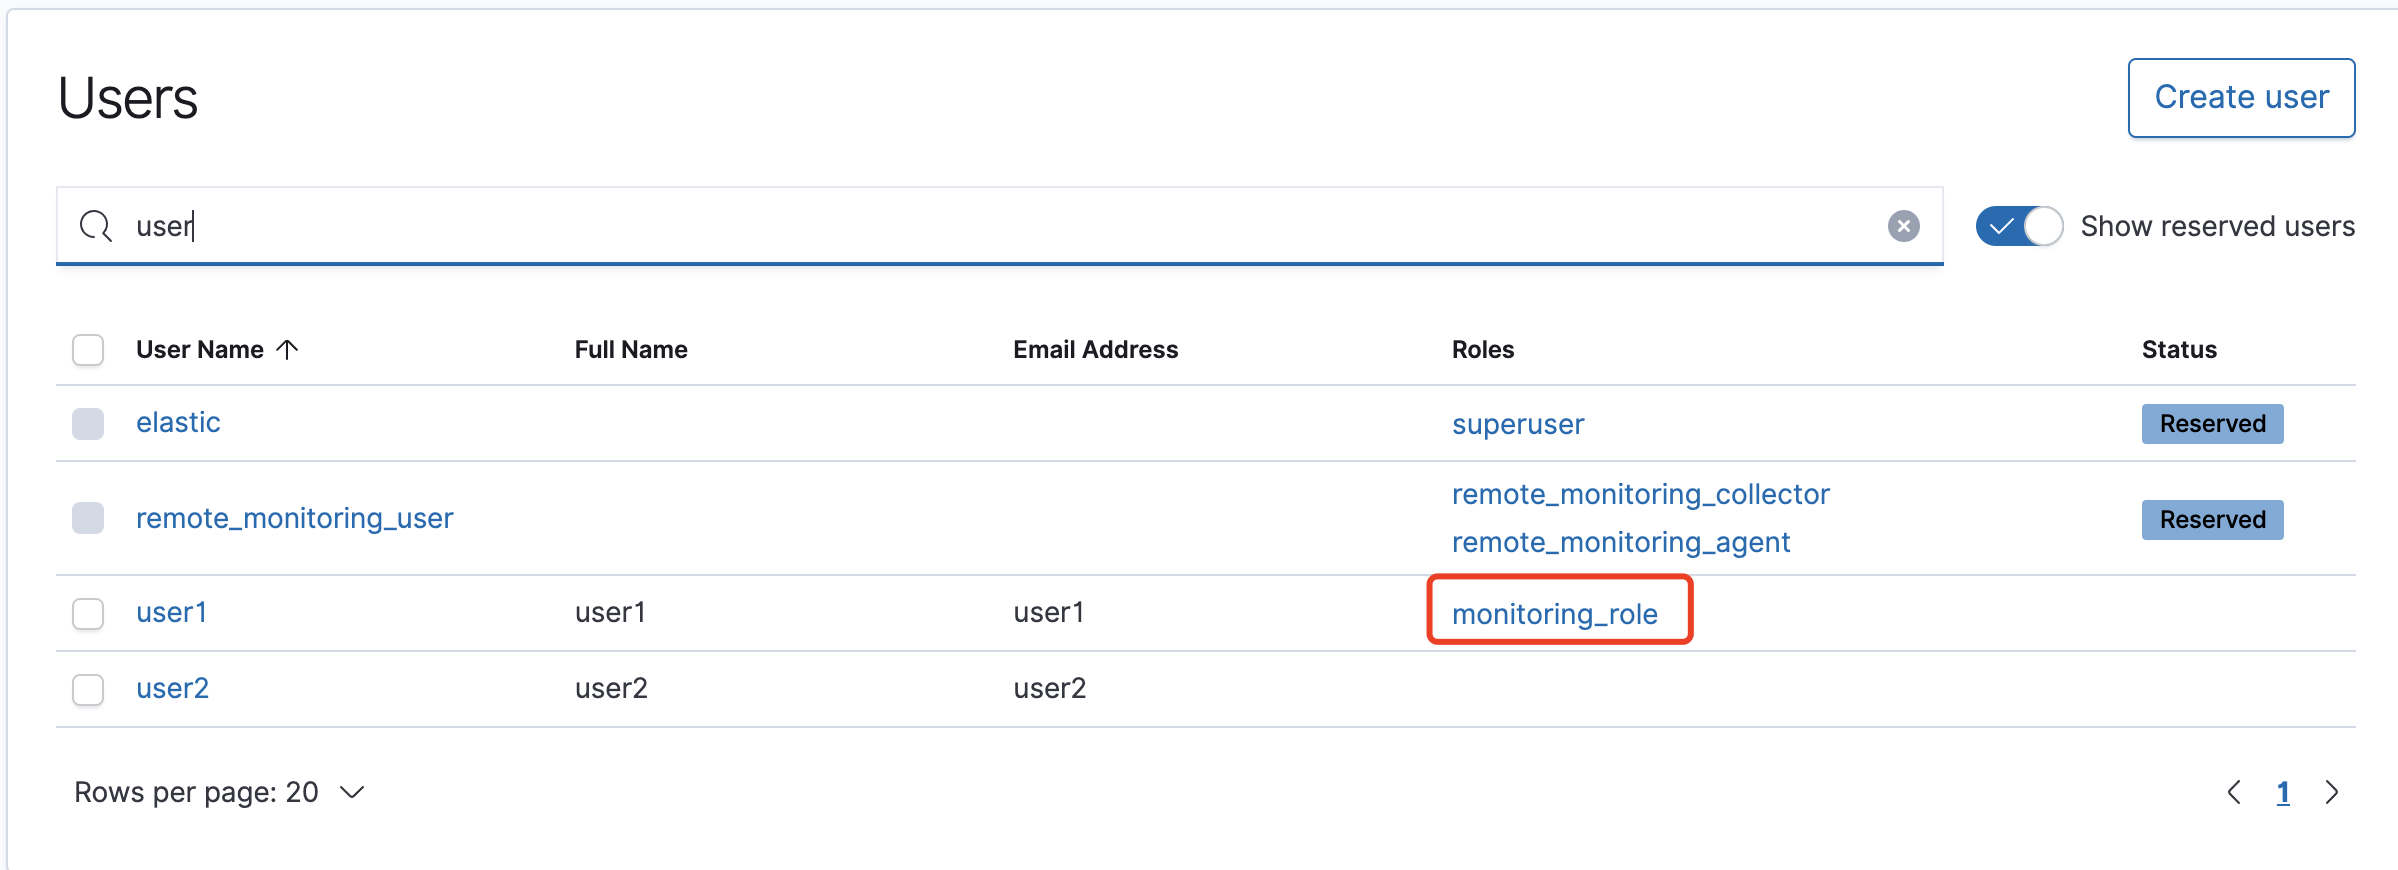 Users
Create user
user
Show reserved users
User Name Full Name Email Address Roles Status
elastic superuser Reserved
remote_monitoring_user remote_monitoring_collector Reserved
remote_monitoring_agent
user1 user1 user1 monitoring_role
user2 user2 user2
Rows per page: 20 1